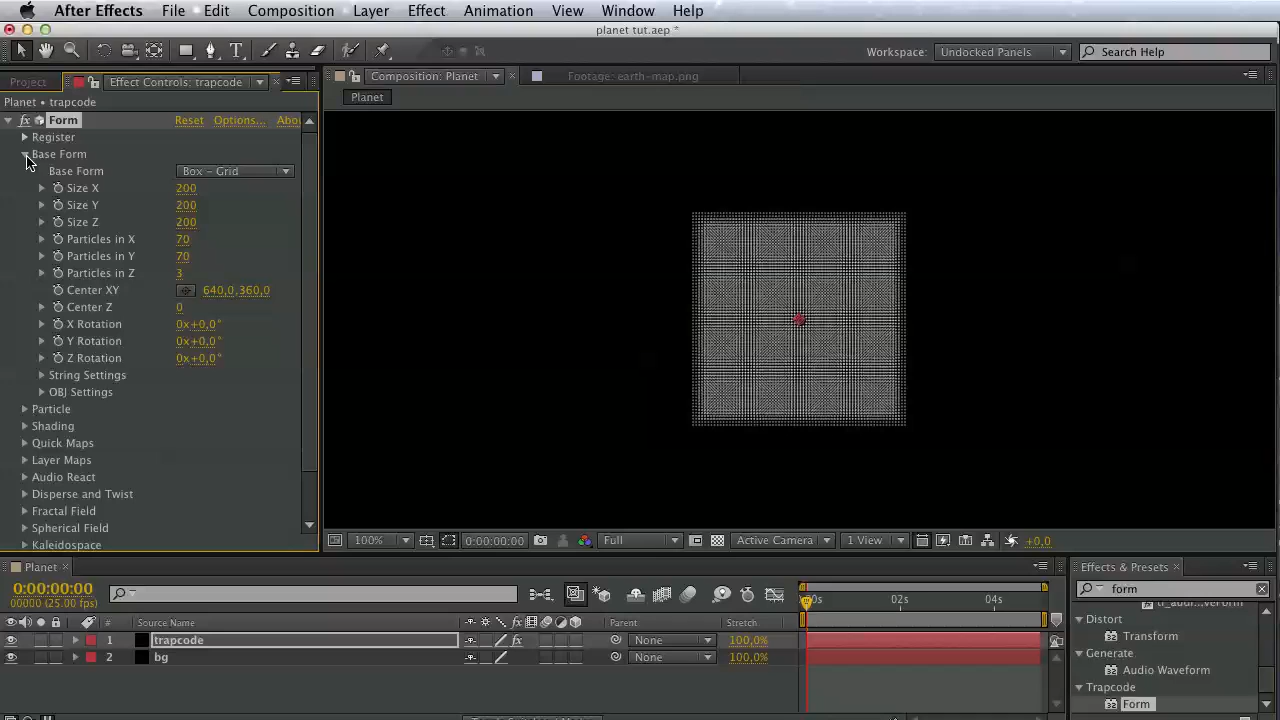 After Effects File Edit Composition Layer Effect Animation View Window Help
planet tut.aep *
Workspace: Undocked Panels Search Help
Project Effect Controls: trapcode Composition: Planet Footage: earth-map.png
Planet • trapcode Planet
fx Form Reset Options... Abou
Register
Base Form
Base Form Box - Grid
Size X 200
Size Y 200
Size Z 200
Particles in X 70
Particles in Y 70
Particles in Z 3
Center XY 640,0,360,0
Center Z 0
X Rotation 0x+0,0°
Y Rotation 0x+0,0°
Z Rotation 0x+0,0°
String Settings
OBJ Settings
Particle
Shading
Quick Maps
Layer Maps
Audio React
Disperse and Twist
Fractal Field
Spherical Field
Kaleidospace
100% 0:00:00:00 Full Active Camera 1 View +0,0
Planet
0:00:00:00
00000 (25.00 fps)
0s 02s 04s
# Source Name fx Parent Stretch
1 trapcode fx None 100,0%
2 bg None 100,0%
Effects & Presets
form
Distort
Transform
Generate
Audio Waveform
Trapcode
Form